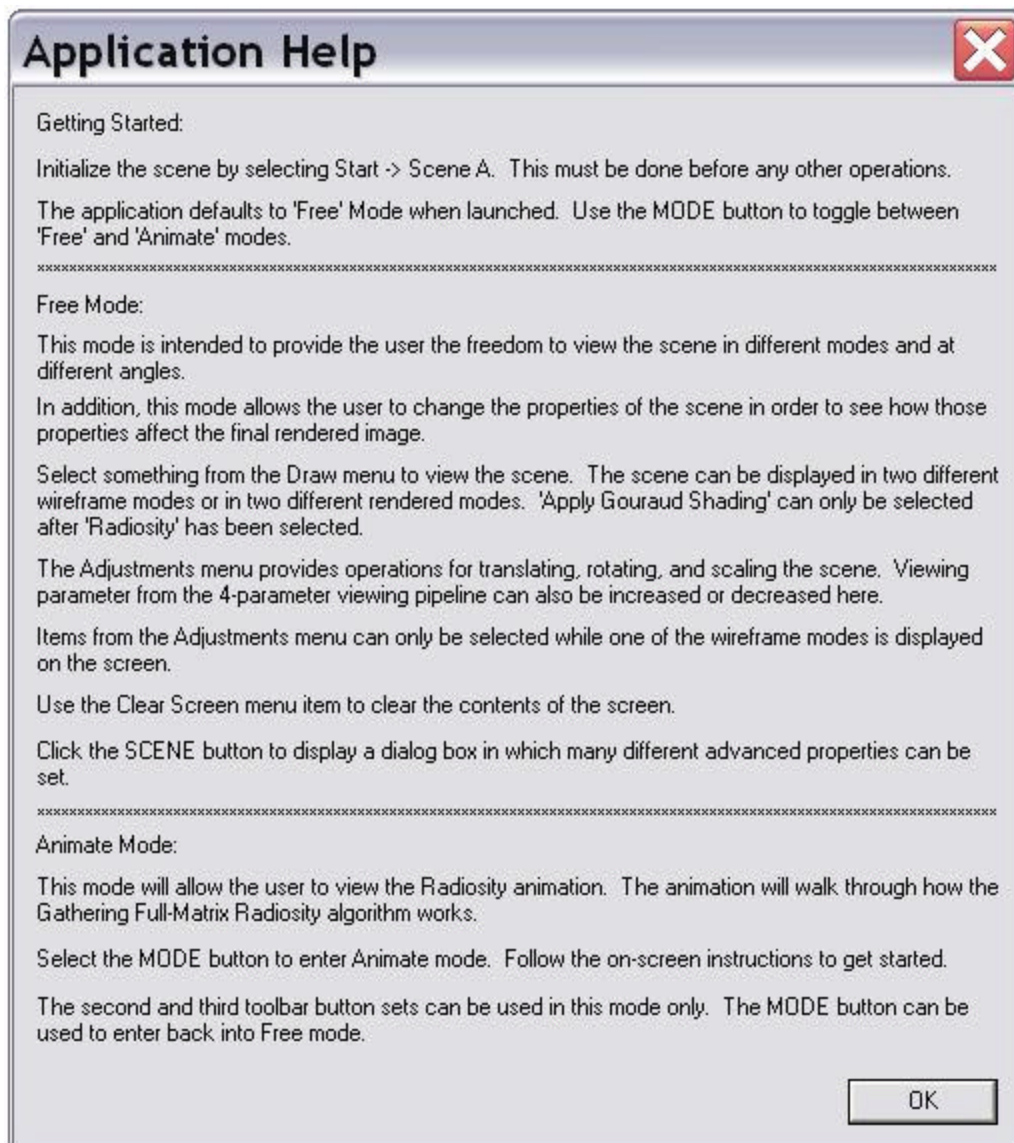 Application Help
Getting Started:
Initialize the scene by selecting Start -> Scene A.  This must be done before any other operations.
The application defaults to 'Free' Mode when launched.  Use the MODE button to toggle between
'Free' and 'Animate' modes.
Free Mode:
This mode is intended to provide the user the freedom to view the scene in different modes and at
different angles.
In addition, this mode allows the user to change the properties of the scene in order to see how those
properties affect the final rendered image.
Select something from the Draw menu to view the scene.  The scene can be displayed in two different
wireframe modes or in two different rendered modes.  'Apply Gouraud Shading' can only be selected
after 'Radiosity' has been selected.
The Adjustments menu provides operations for translating, rotating, and scaling the scene.  Viewing
parameter from the 4-parameter viewing pipeline can also be increased or decreased here.
Items from the Adjustments menu can only be selected while one of the wireframe modes is displayed
on the screen.
Use the Clear Screen menu item to clear the contents of the screen.
Click the SCENE button to display a dialog box in which many different advanced properties can be
set.
Animate Mode:
This mode will allow the user to view the Radiosity animation.  The animation will walk through how the
Gathering Full-Matrix Radiosity algorithm works.
Select the MODE button to enter Animate mode.  Follow the on-screen instructions to get started.
The second and third toolbar button sets can be used in this mode only.  The MODE button can be
used to enter back into Free mode.
OK